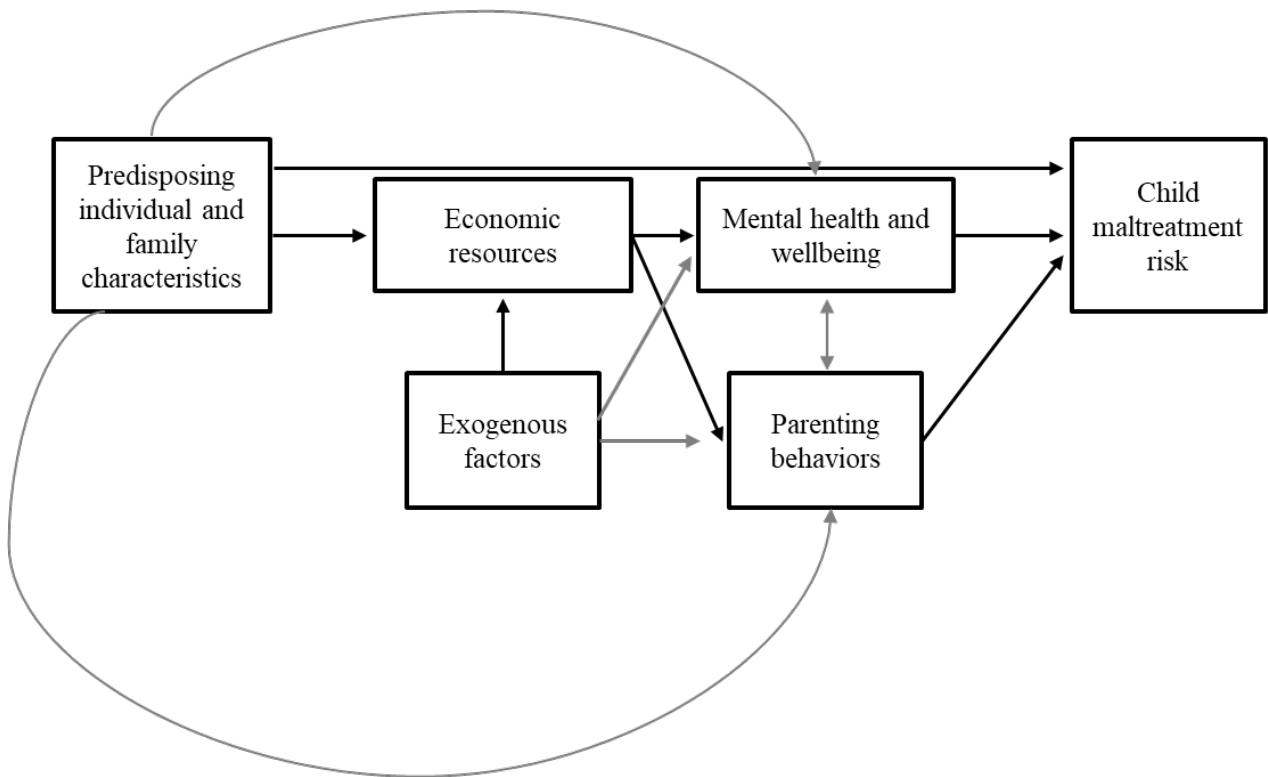 Predisposing
individual and
family
characteristics
Economic
resources
Mental health and
wellbeing
Child
maltreatment
risk
Exogenous
factors
Parenting
behaviors